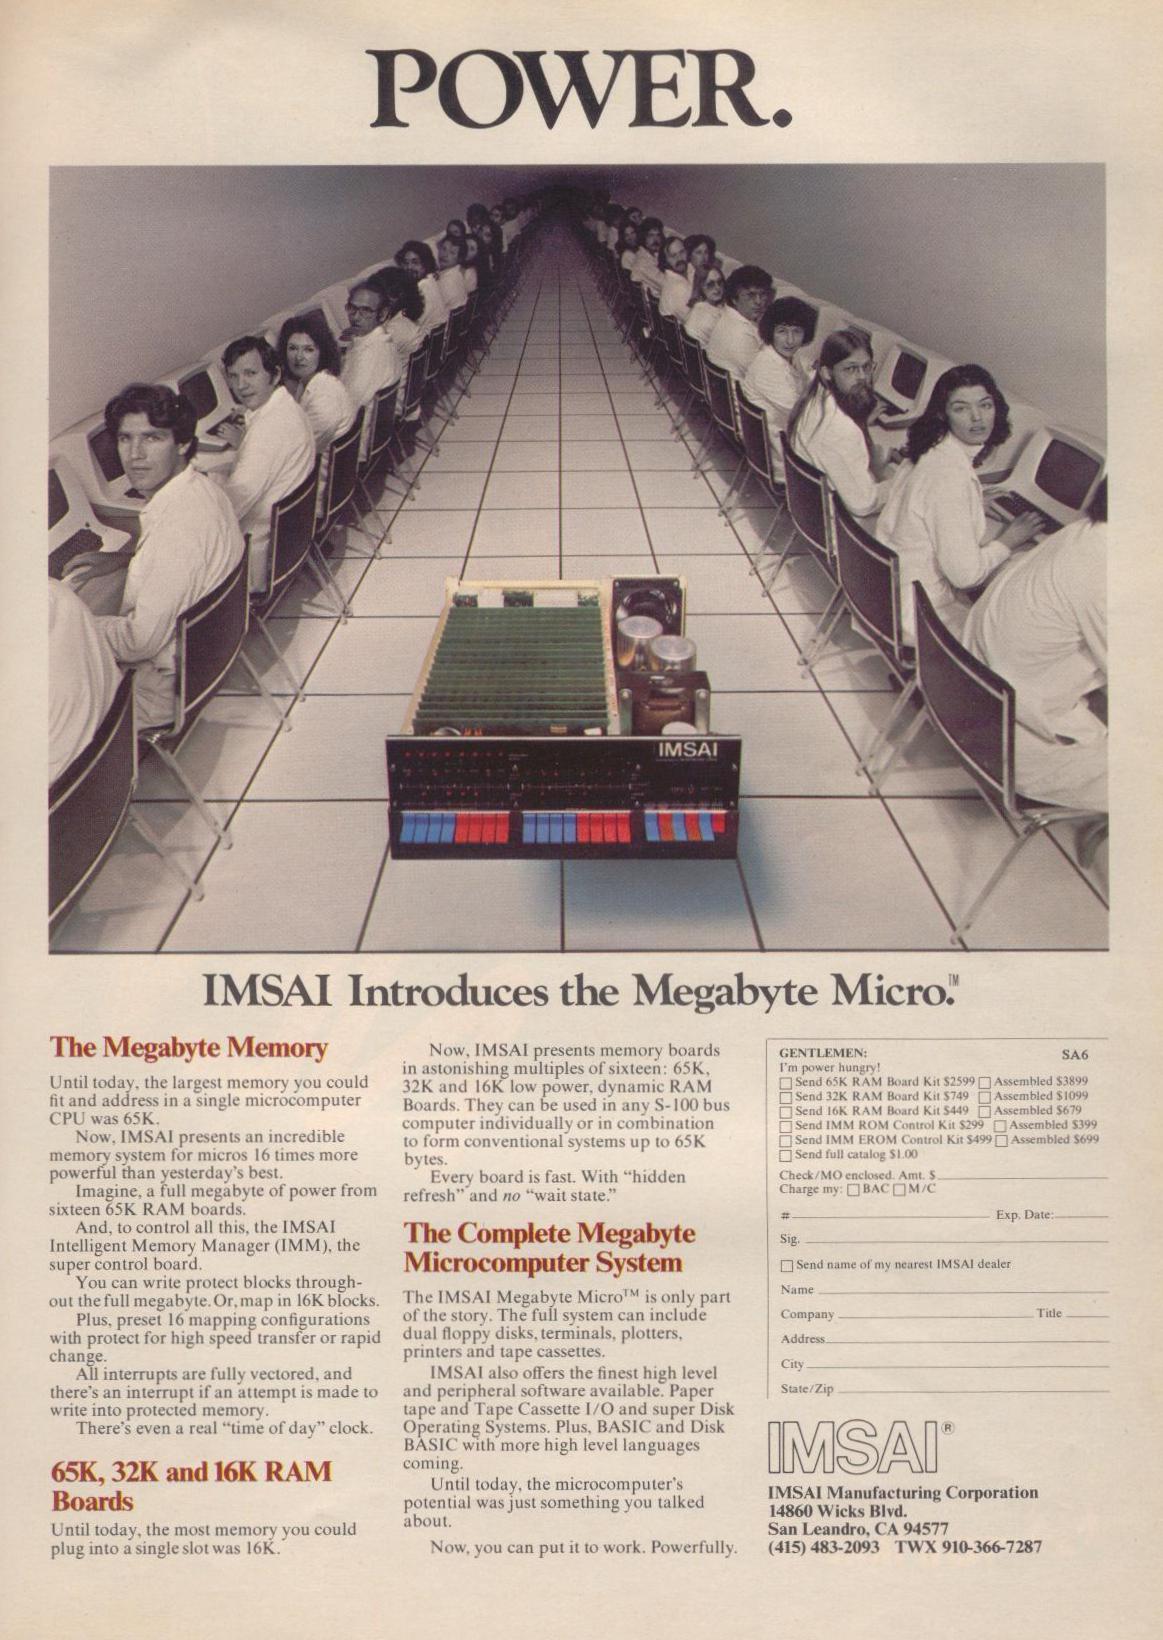 POWER.
IMSAI
IMSAI Introduces the Megabyte Micro.™
The Megabyte Memory
Until today, the largest memory you could
fit and address in a single microcomputer
CPU was 65K.
Now, IMSAI presents an incredible
memory system for micros 16 times more
powerful than yesterday's best.
Imagine, a full megabyte of power from
sixteen 65K RAM boards.
And, to control all this, the IMSAI
Intelligent Memory Manager (IMM), the
super control board.
You can write protect blocks through-
out the full megabyte. Or, map in 16K blocks.
Plus, preset 16 mapping configurations
with protect for high speed transfer or rapid
change.
All interrupts are fully vectored, and
there's an interrupt if an attempt is made to
write into protected memory.
There's even a real “time of day” clock.
65K, 32K and 16K RAM
Boards
Until today, the most memory you could
plug into a single slot was 16K.
Now, IMSAI presents memory boards
in astonishing multiples of sixteen: 65K,
32K and 16K low power, dynamic RAM
Boards. They can be used in any S-100 bus
computer individually or in combination
to form conventional systems up to 65K
bytes.
Every board is fast. With “hidden
refresh” and no “wait state.”
The Complete Megabyte
Microcomputer System
The IMSAI Megabyte Micro™ is only part
of the story. The full system can include
dual floppy disks, terminals, plotters,
printers and tape cassettes.
IMSAI also offers the finest high level
and peripheral software available. Paper
tape and Tape Cassette I/O and super Disk
Operating Systems. Plus, BASIC and Disk
BASIC with more high level languages
coming.
Until today, the microcomputer's
potential was just something you talked
about.
Now, you can put it to work. Powerfully.
GENTLEMEN: SA6
I'm power hungry!
Send 65K RAM Board Kit $2599 Assembled $3899
Send 32K RAM Board Kit $749 Assembled $1099
Send 16K RAM Board Kit $449 Assembled $679
Send IMM ROM Control Kit $299 Assembled $399
Send IMM EROM Control Kit $499 Assembled $699
Send full catalog $1.00
Check/MO enclosed. Amt. $
Charge my: BAC M/C
# Exp. Date:
Sig.
Send name of my nearest IMSAI dealer
Name
Company Title
Address
City
State/Zip
IMSAI®
IMSAI Manufacturing Corporation
14860 Wicks Blvd.
San Leandro, CA 94577
(415) 483-2093 TWX 910-366-7287